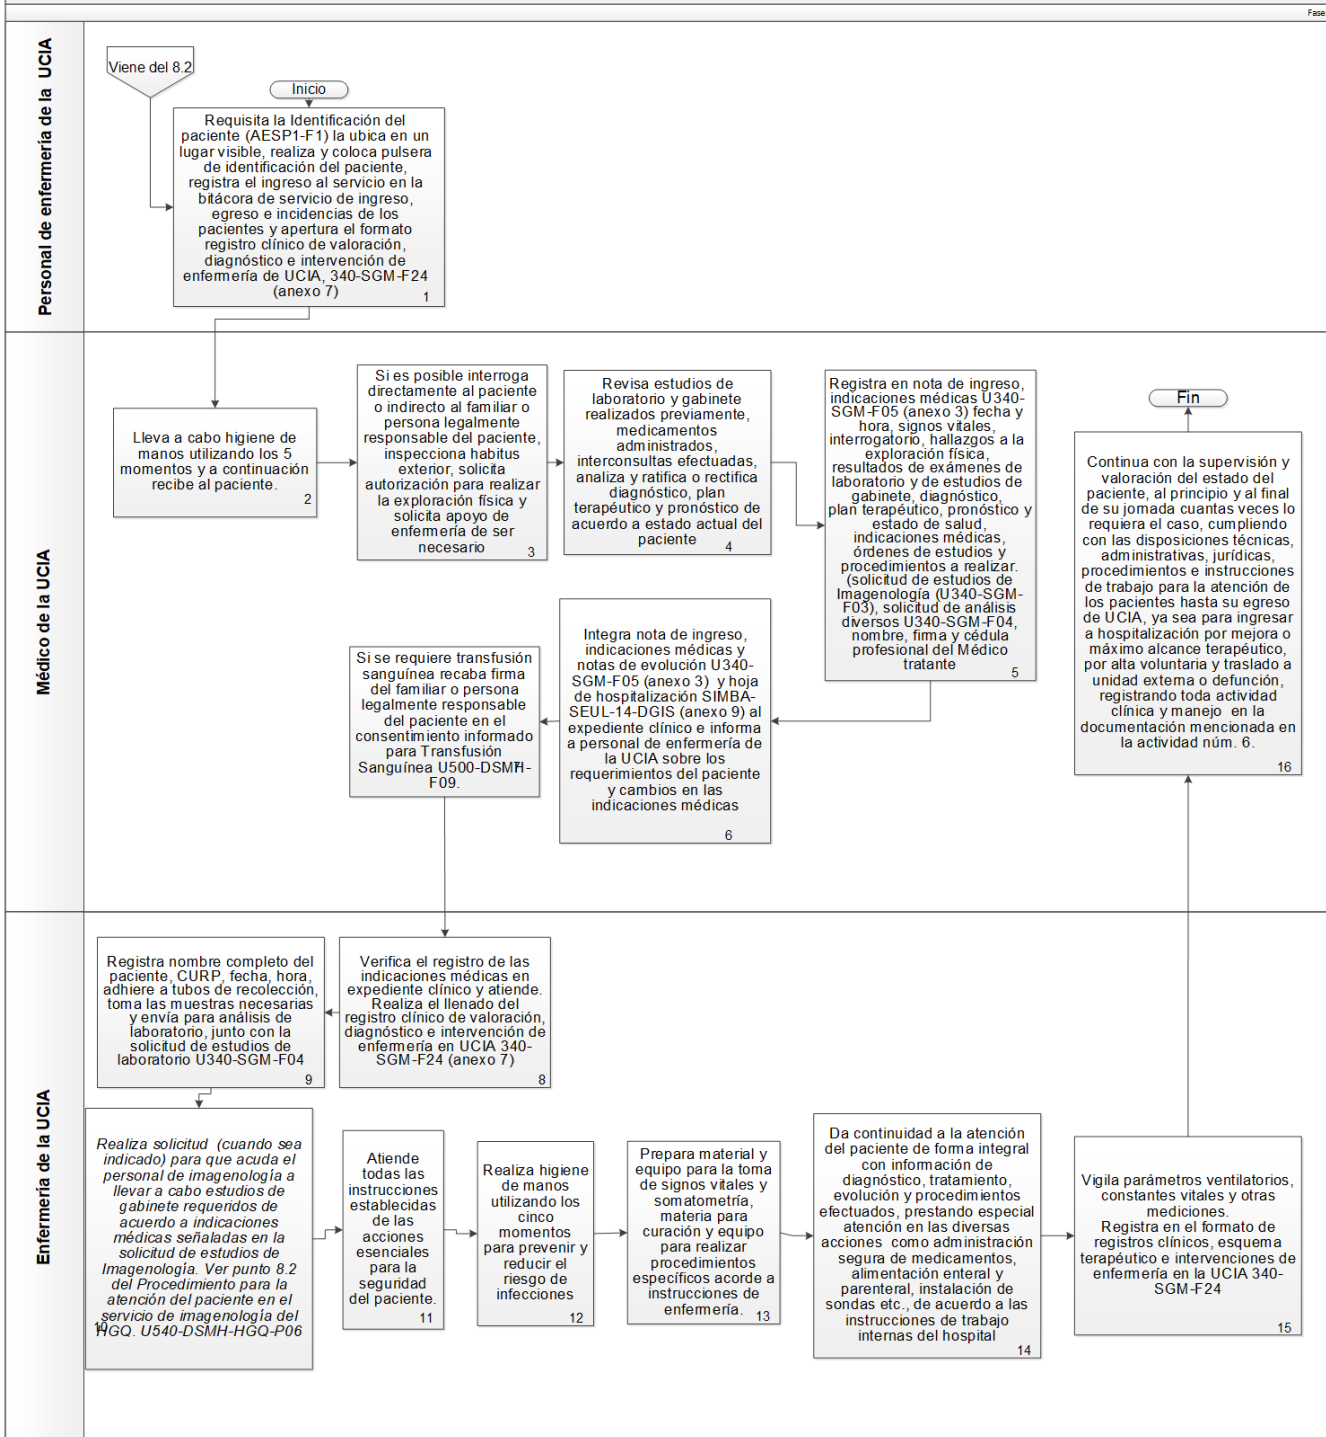 Fase
Personal de enfermería de la UCIA
Viene del 8.2
Inicio
Requisita la Identificación del
paciente (AESP1-F1) la ubica en un
lugar visible, realiza y coloca pulsera
de identificación del paciente,
registra el ingreso al servicio en la
bitácora de servicio de ingreso,
egreso e incidencias de los
pacientes y apertura el formato
registro clínico de valoración,
diagnóstico e intervención de
enfermería de UCIA, 340-SGM-F24
(anexo 7)
1
Médico de la UCIA
Lleva a cabo higiene de
manos utilizando los 5
momentos y a continuación
recibe al paciente.
2
Si es posible interroga
directamente al paciente
o indirecto al familiar o
persona legalmente
responsable del paciente,
inspecciona habitus
exterior, solicita
autorización para realizar
la exploración física y
solicita apoyo de
enfermería de ser
necesario
3
Revisa estudios de
laboratorio y gabinete
realizados previamente,
medicamentos
administrados,
interconsultas efectuadas,
analiza y ratifica o rectifica
diagnóstico, plan
terapéutico y pronóstico de
acuerdo a estado actual del
paciente
4
Registra en nota de ingreso,
indicaciones médicas U340-
SGM-F05 (anexo 3) fecha y
hora, signos vitales,
interrogatorio, hallazgos a la
exploración física,
resultados de exámenes de
laboratorio y de estudios de
gabinete, diagnóstico,
plan terapéutico, pronóstico y
estado de salud,
indicaciones médicas,
órdenes de estudios y
procedimientos a realizar.
(solicitud de estudios de
Imagenología (U340-SGM-
F03), solicitud de análisis
diversos U340-SGM-F04,
nombre, firma y cédula
profesional del Médico
tratante
5
Integra nota de ingreso,
indicaciones médicas y
notas de evolución U340-
SGM-F05 (anexo 3) y hoja
de hospitalización SIMBA-
SEUL-14-DGIS (anexo 9) al
expediente clínico e informa
a personal de enfermería de
la UCIA sobre los
requerimientos del paciente
y cambios en las
indicaciones médicas
6
Si se requiere transfusión
sanguínea recaba firma
del familiar o persona
legalmente responsable
del paciente en el
consentimiento informado
para Transfusión
Sanguínea U500-DSMH-
F09.
7
Fin
Continua con la supervisión y
valoración del estado del
paciente, al principio y al final
de su jornada cuantas veces lo
requiera el caso, cumpliendo
con las disposiciones técnicas,
administrativas, jurídicas,
procedimientos e instrucciones
de trabajo para la atención de
los pacientes hasta su egreso
de UCIA, ya sea para ingresar
a hospitalización por mejora o
máximo alcance terapéutico,
por alta voluntaria y traslado a
unidad externa o defunción,
registrando toda actividad
clínica y manejo en la
documentación mencionada en
la actividad núm. 6.
16
Enfermería de la UCIA
Verifica el registro de las
indicaciones médicas en
expediente clínico y atiende.
Realiza el llenado del
registro clínico de valoración,
diagnóstico e intervención de
enfermería en UCIA 340-
SGM-F24 (anexo 7)
8
Registra nombre completo del
paciente, CURP, fecha, hora,
adhiere a tubos de recolección,
toma las muestras necesarias
y envía para análisis de
laboratorio, junto con la
solicitud de estudios de
laboratorio U340-SGM-F04
9
Realiza solicitud (cuando sea
indicado) para que acuda el
personal de imagenología a
llevar a cabo estudios de
gabinete requeridos de
acuerdo a indicaciones
médicas señaladas en la
solicitud de estudios de
Imagenología. Ver punto 8.2
del Procedimiento para la
atención del paciente en el
servicio de imagenología del
HGQ. U540-DSMH-HGQ-P06
10
Atiende
todas las
instrucciones
establecidas
de las
acciones
esenciales
para la
seguridad
del paciente.
11
Realiza higiene
de manos
utilizando los
cinco
momentos
para prevenir y
reducir el
riesgo de
infecciones
12
Prepara material y
equipo para la toma
de signos vitales y
somatometría,
materia para
curación y equipo
para realizar
procedimientos
específicos acorde a
instrucciones de
enfermería.
13
Da continuidad a la atención
del paciente de forma integral
con información de
diagnóstico, tratamiento,
evolución y procedimientos
efectuados, prestando especial
atención en las diversas
acciones como administración
segura de medicamentos,
alimentación enteral y
parenteral, instalación de
sondas etc., de acuerdo a las
instrucciones de trabajo
internas del hospital
14
Vigila parámetros ventilatorios,
constantes vitales y otras
mediciones.
Registra en el formato de
registros clínicos, esquema
terapéutico e intervenciones de
enfermería en la UCIA 340-
SGM-F24
15